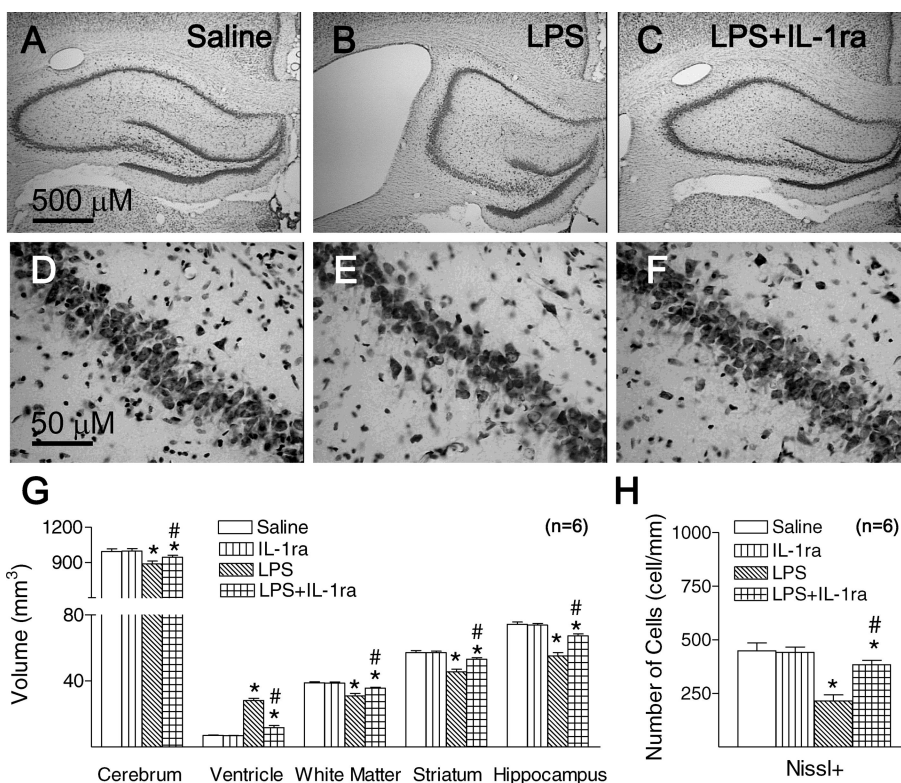 A Saline
B LPS
C LPS+IL-1ra
500 µM
D
E
F
50 µM
G
H
Volume (mm³)
1200
900
80
40
Saline
IL-1ra
LPS
LPS+IL-1ra
(n=6)
* # *
* # *
* # *
* # *
* # *
Cerebrum Ventricle White Matter Striatum Hippocampus
Number of Cells (cell/mm)
1000
750
500
250
Saline
IL-1ra
LPS
LPS+IL-1ra
(n=6)
* # *
Nissl+